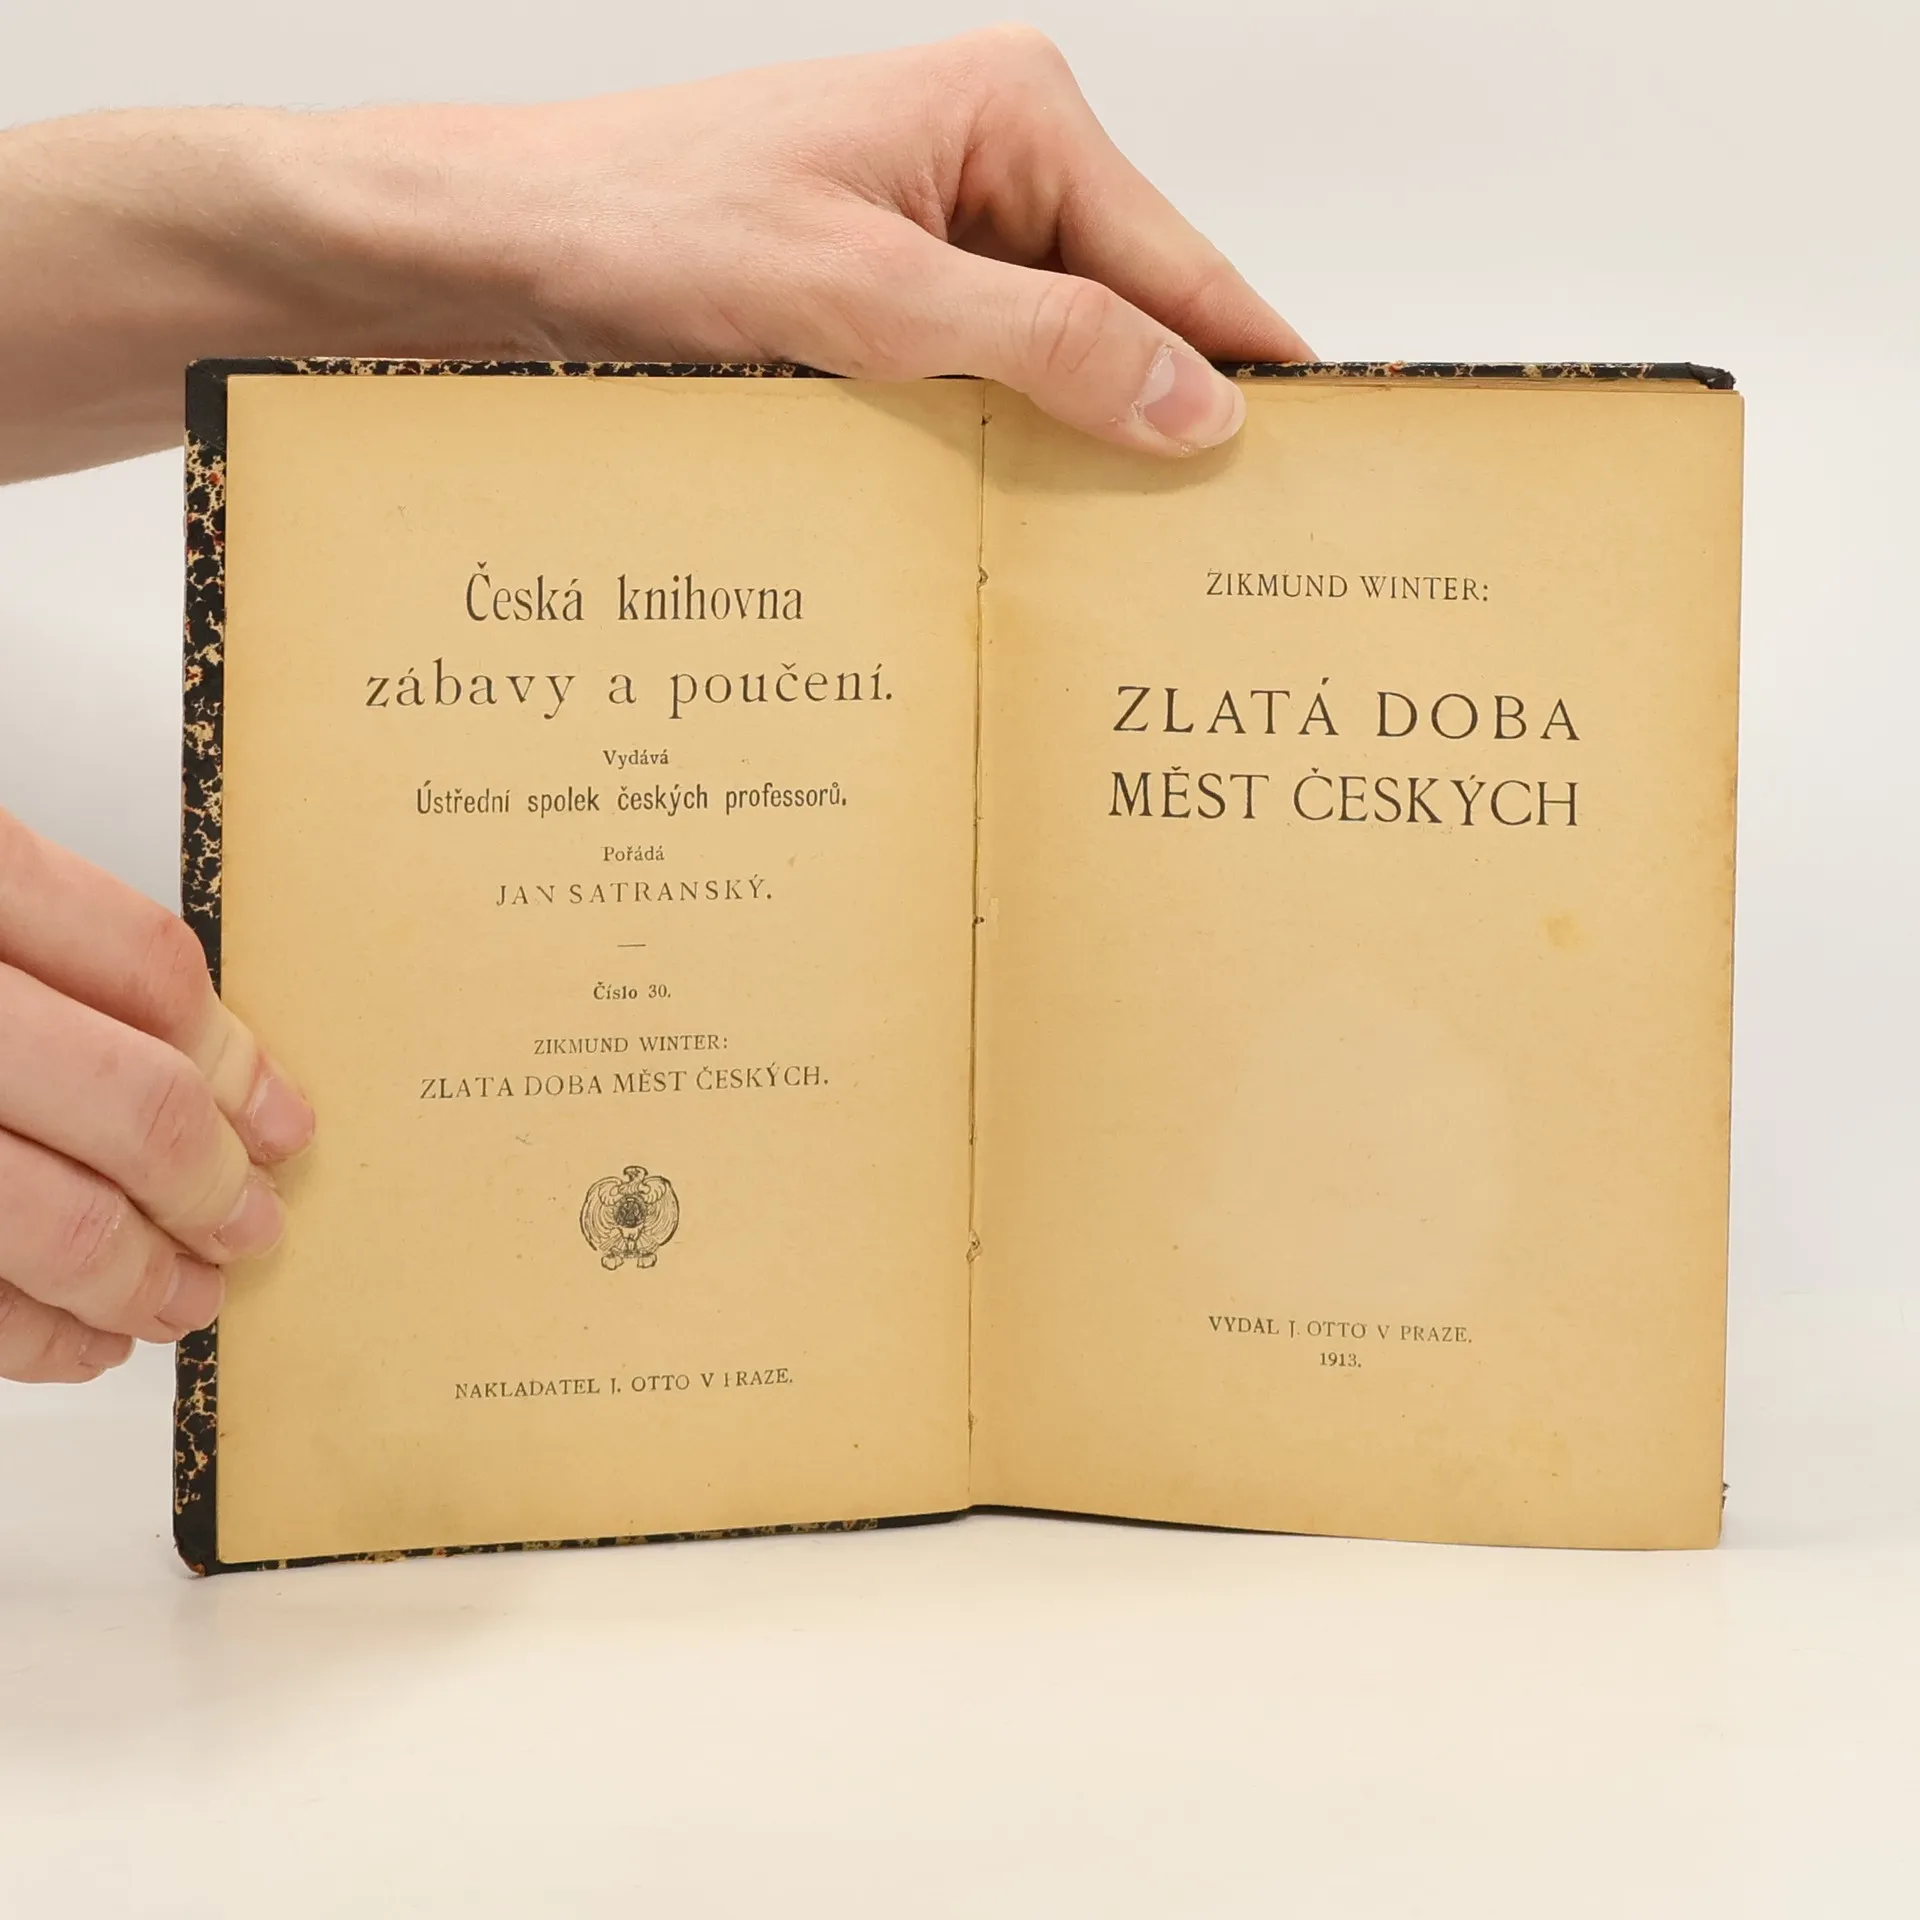 Česká knihovna
zábavy a poučení.
Vydává
Ústřední spolek českých professorů.
Pořádá
JAN SATRANSKÝ.
Číslo 30.
ZIKMUND WINTER:
ZLATA DOBA MĚST ČESKÝCH.
NAKLADATEL J. OTTO V PRAZE.
ZIKMUND WINTER:
ZLATÁ DOBA
MĚST ČESKÝCH
VYDAL J. OTTO V PRAZE.
1913.